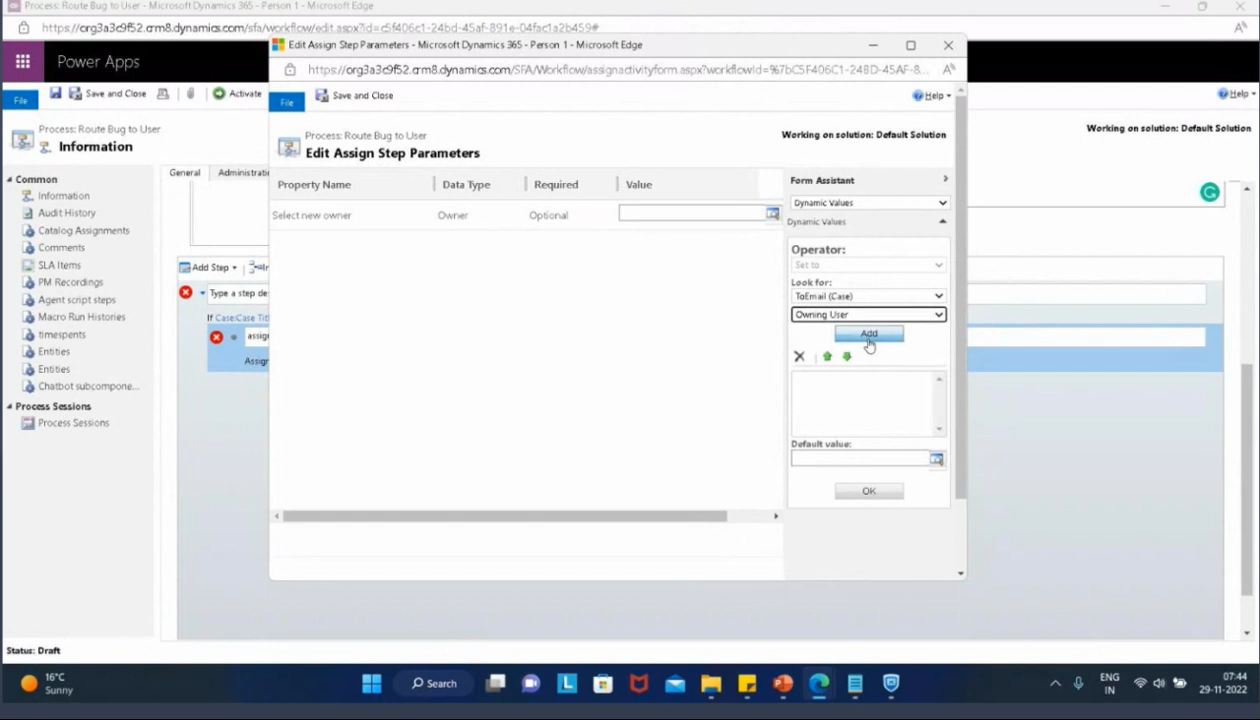 Process: Route Bug to User - Microsoft Dynamics 365 - Person 1 - Microsoft Edge
https://org3a3c9f52.crm8.dynamics.com/sfa/workflow/edit.aspx?id=c5f406c1-24bd-45af-891e-04fac1a2b459#
Power Apps
File
Save and Close
Activate
Help
Process: Route Bug to User
Information
Working on solution: Default Solution
Common
Information
Audit History
Catalog Assignments
Comments
SLA Items
PM Recordings
Agent script steps
Macro Run Histories
timespents
Entities
Entities
Chatbot subcompone...
Process Sessions
Process Sessions
General
Administratio
Add Step
Type a step de
If Case:Case Titl
assign
Assign
Status: Draft
Edit Assign Step Parameters - Microsoft Dynamics 365 - Person 1 - Microsoft Edge
https://org3a3c9f52.crm8.dynamics.com/SFA/Workflow/assignactivityform.aspx?workflowId=%7bC5F406C1-24BD-45AF-8...
File
Save and Close
Help
Process: Route Bug to User
Edit Assign Step Parameters
Working on solution: Default Solution
Property Name Data Type Required Value
Select new owner Owner Optional
Form Assistant
Dynamic Values
Dynamic Values
Operator:
Set to
Look for:
ToEmail (Case)
Owning User
Add
Default value:
OK
16°C
Sunny
Search
ENG
IN
07:44
29-11-2022